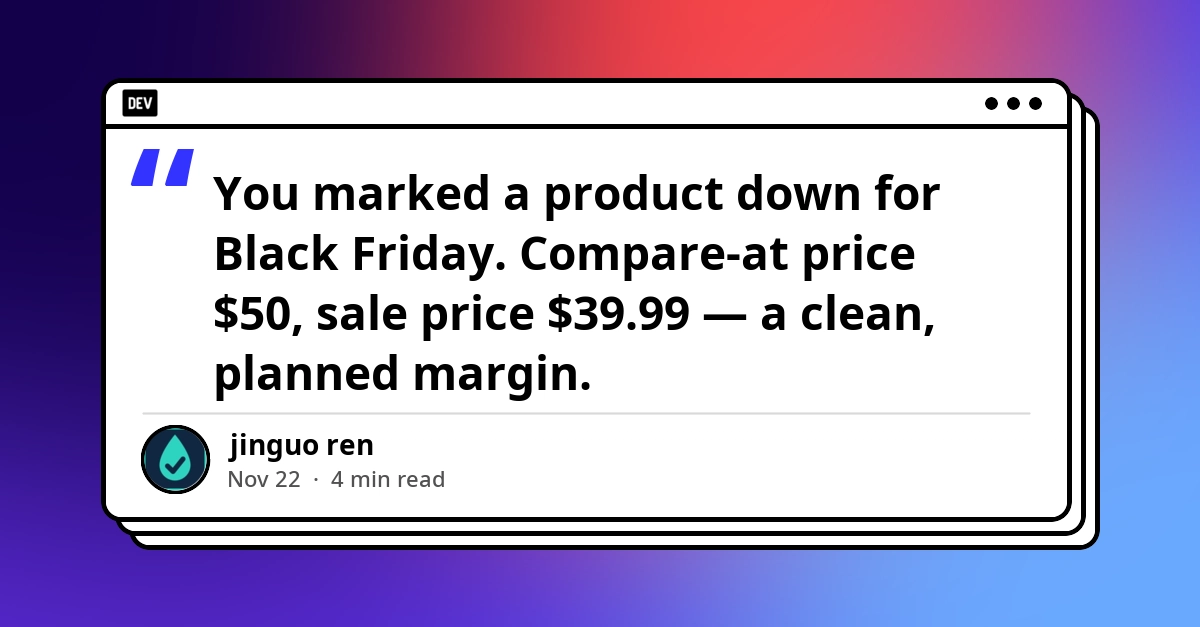 DEV
“ You marked a product down for
Black Friday. Compare-at price
$50, sale price $39.99 — a clean,
planned margin.
jinguo ren
Nov 22 · 4 min read